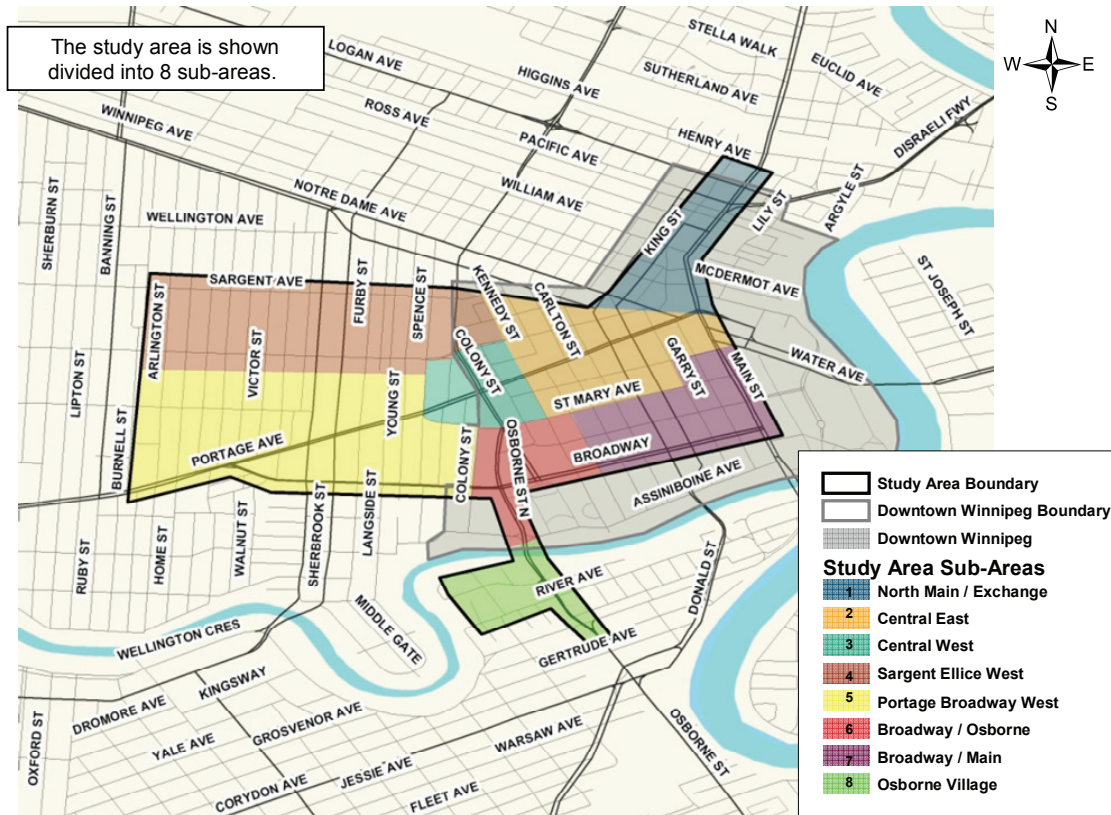 The study area is shown
divided into 8 sub-areas.
N
W
E
S
STELLA WALK
LOGAN AVE
EUCLID AVE
HIGGINS AVE
SUTHERLAND AVE
DISRAELI FWY
ROSS AVE
WINNIPEG AVE
HENRY AVE
PACIFIC AVE
WILLIAM AVE
NOTRE DAME AVE
ARGYLE ST
LILY ST
KING ST
SHERBURN ST
BANNING ST
WELLINGTON AVE
SARGENT AVE
FURBY ST
SPENCE ST
KENNEDY ST
CARLTON ST
MCDERMOT AVE
ST JOSEPH ST
ARLINGTON ST
VICTOR ST
COLONY ST
GARRY ST
MAIN ST
WATER AVE
LIPTON ST
YOUNG ST
ST MARY AVE
BURNELL ST
PORTAGE AVE
COLONY ST
OSBORNE ST N
BROADWAY
ASSINIBOINE AVE
RUBY ST
HOME ST
WALNUT ST
SHERBROOK ST
LANGSIDE ST
RIVER AVE
DONALD ST
MIDDLE GATE
WELLINGTON CRES
GERTRUDE AVE
KINGSWAY
DROMORE AVE
GROSVENOR AVE
OXFORD ST
YALE AVE
WARSAW AVE
OSBORNE ST
JESSIE AVE
CORYDON AVE
FLEET AVE
Study Area Boundary
Downtown Winnipeg Boundary
Downtown Winnipeg
Study Area Sub-Areas
1 North Main / Exchange
2 Central East
3 Central West
4 Sargent Ellice West
5 Portage Broadway West
6 Broadway / Osborne
7 Broadway / Main
8 Osborne Village